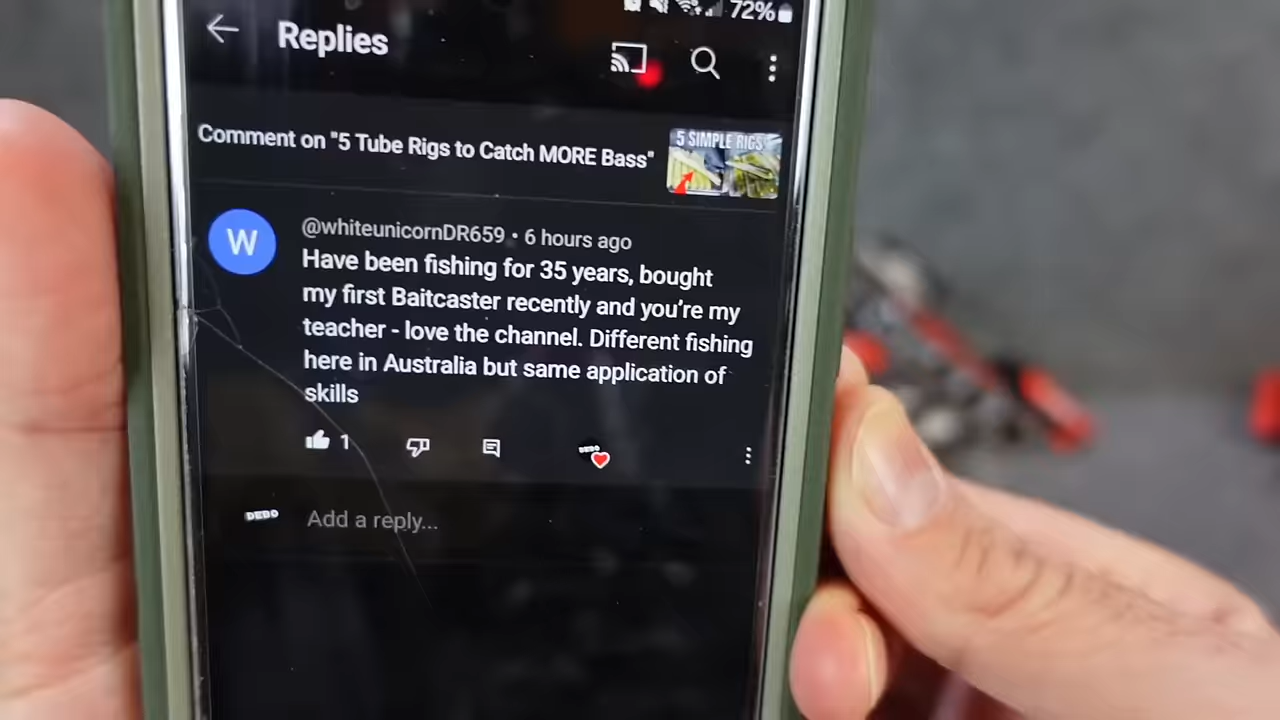 72%
Replies
Comment on "5 Tube Rigs to Catch MORE Bass"
5 SIMPLE RIGS
W
@whiteunicornDR659 • 6 hours ago
Have been fishing for 35 years, bought
my first Baitcaster recently and you're my
teacher - love the channel. Different fishing
here in Australia but same application of
skills
1
DEBO
DEBO
Add a reply...